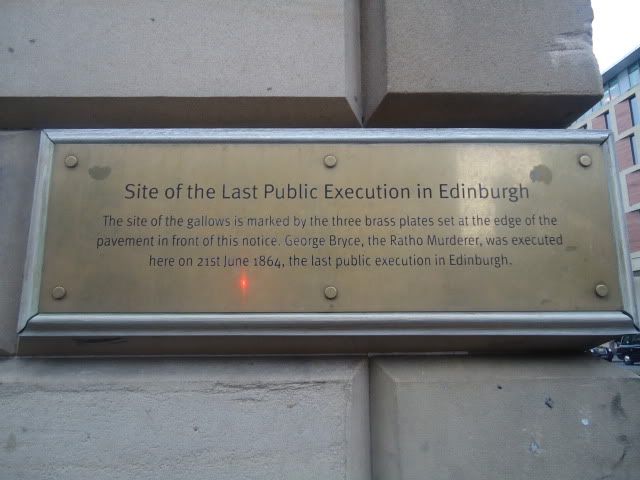 Site of the Last Public Execution in Edinburgh
The site of the gallows is marked by the three brass plates set at the edge of the
pavement in front of this notice. George Bryce, the Ratho Murderer, was executed
here on 21st June 1864, the last public execution in Edinburgh.